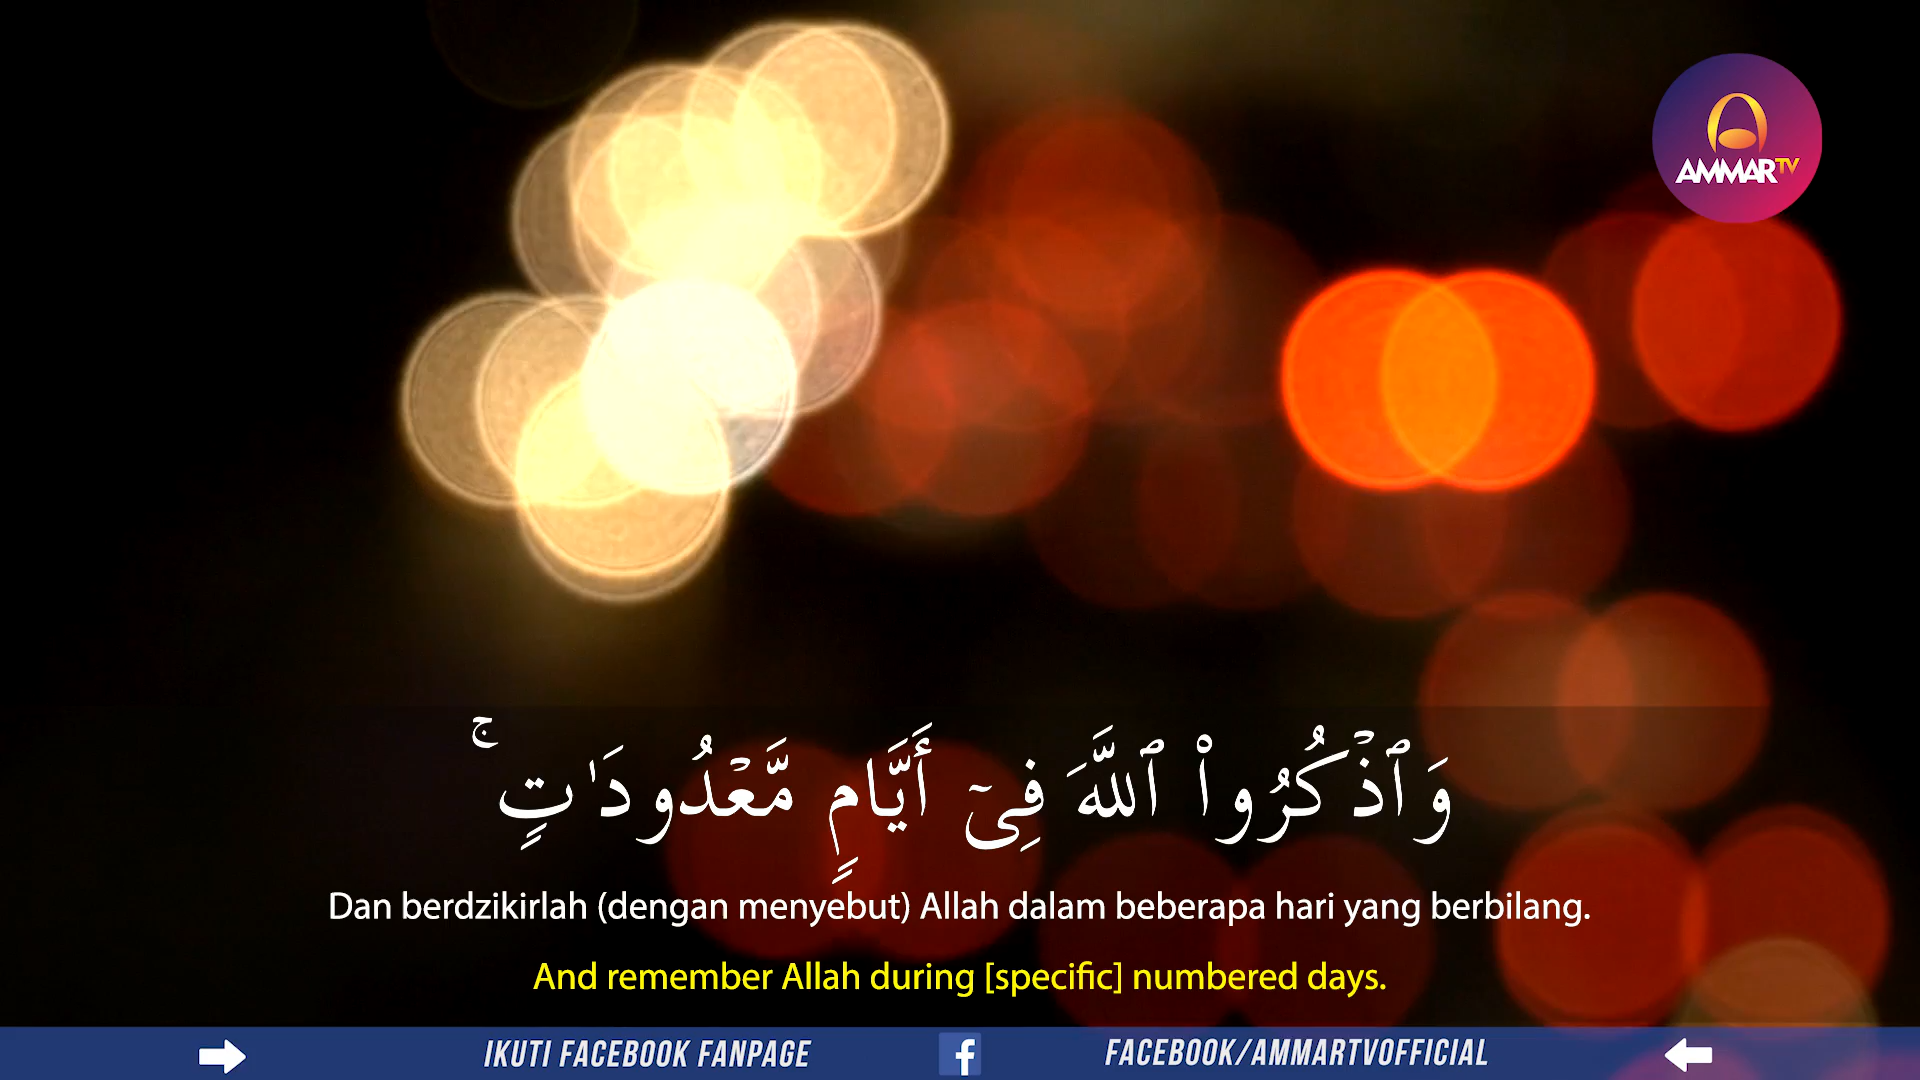 AMMARTV
وَٱذْكُرُوا۟ ٱللَّهَ فِىٓ أَيَّامٍ مَّعْدُودَٰتٍ ۚ
Dan berdzikirlah (dengan menyebut) Allah dalam beberapa hari yang berbilang.
And remember Allah during [specific] numbered days.
IKUTI FACEBOOK FANPAGE f FACEBOOK/AMMARTVOFFICIAL